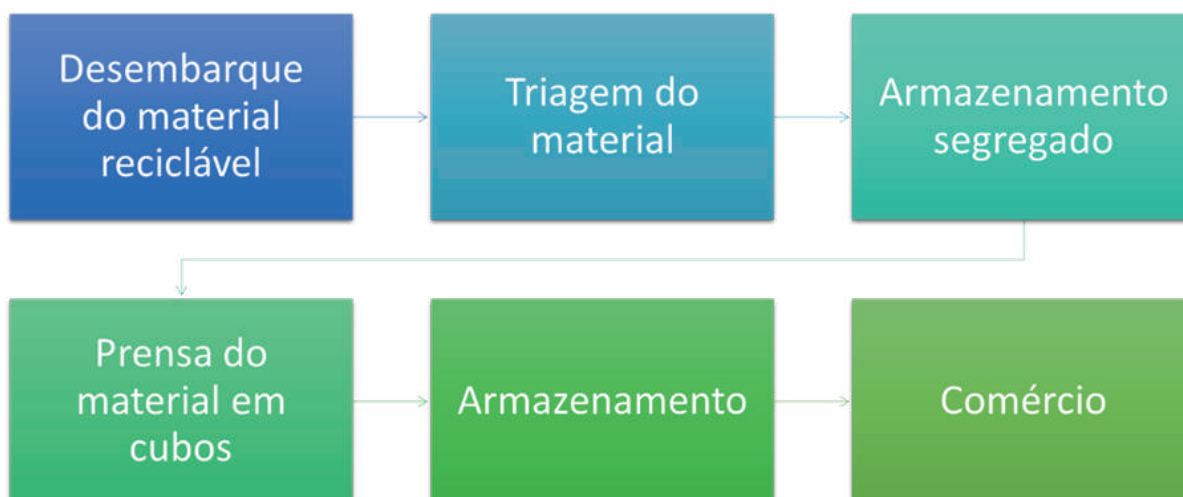 Desembarque
do material
reciclável
Triagem do
material
Armazenamento
segregado
Prensa do
material em
cubos
Armazenamento
Comércio